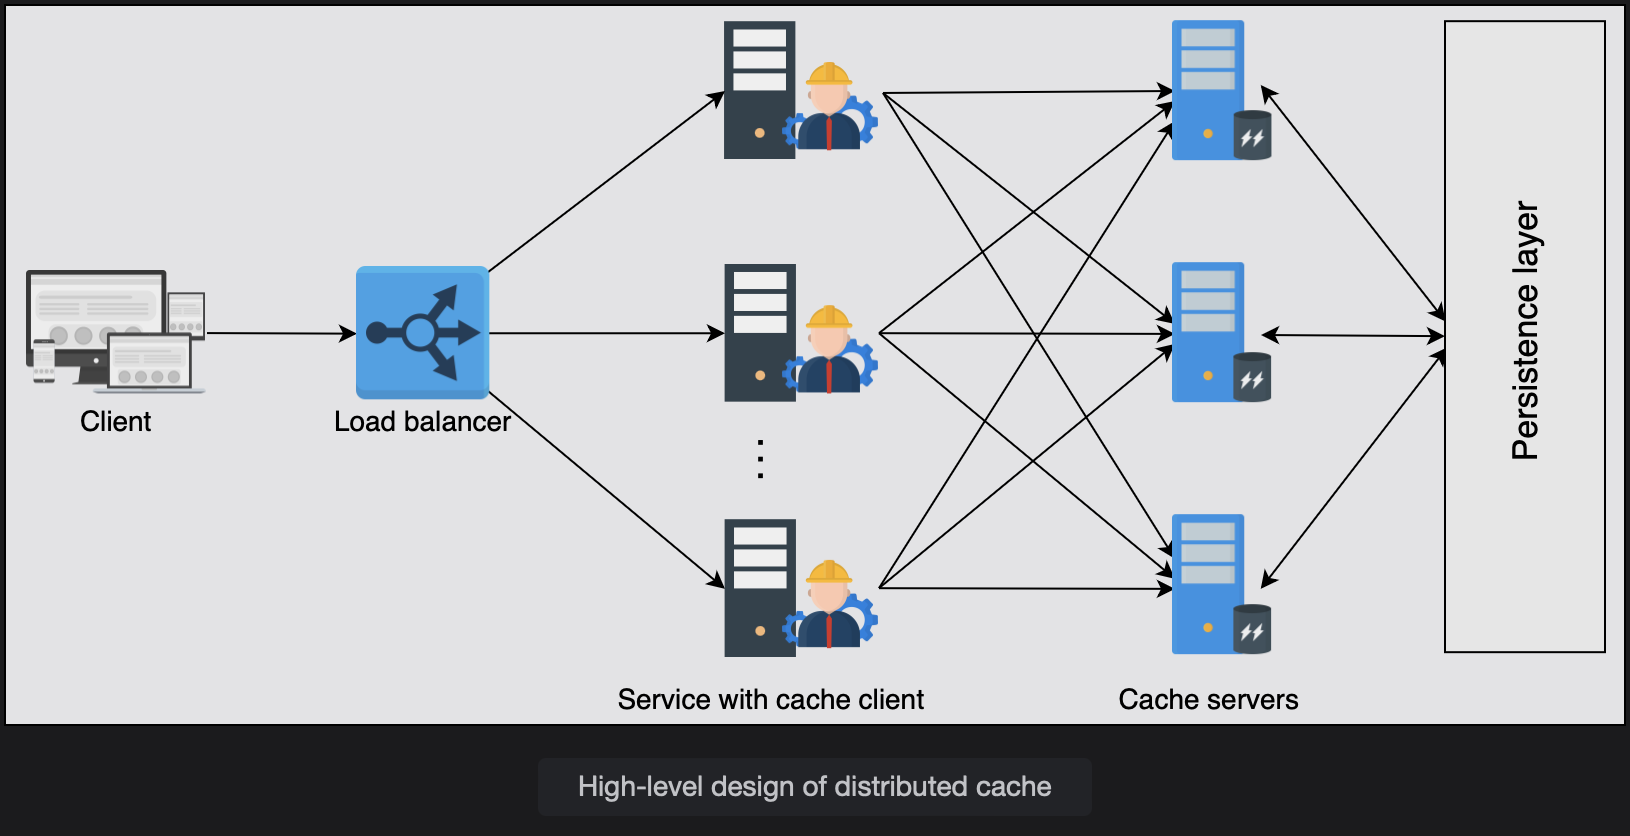 Client
Load balancer
Service with cache client
Cache servers
Persistence layer
High-level design of distributed cache